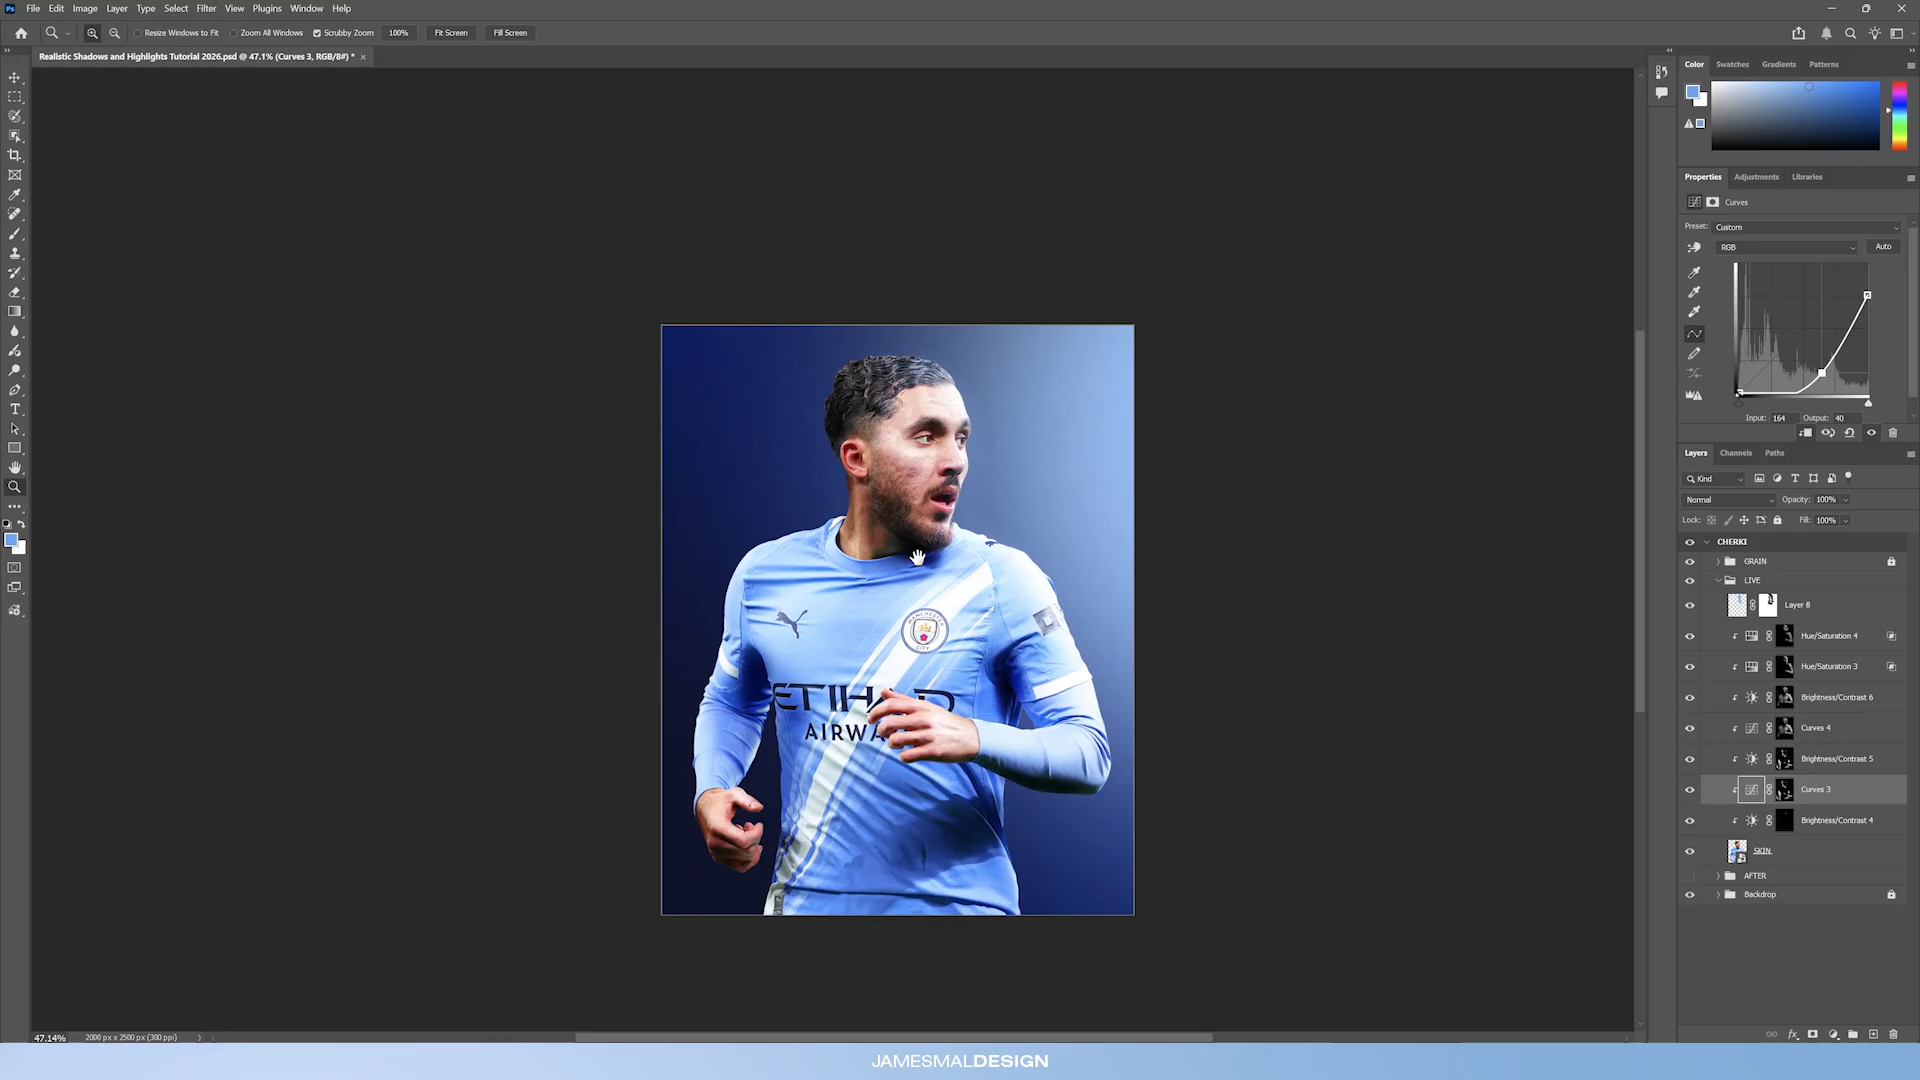 Ps File Edit Image Layer Type Select Filter View Plugins Window Help
Resize Windows to Fit Zoom All Windows Scrubby Zoom 100% Fit Screen Fill Screen
Realistic Shadows and Highlights Tutorial 2026.psd @ 47.1% (Curves 3, RGB/8#) *
Color Swatches Gradients Patterns
Properties Adjustments Libraries
Curves
Preset: Custom
RGB Auto
Input: 164 Output: 40
Layers Channels Paths
Kind
Normal Opacity: 100%
Lock: Fill: 100%
CHERKI
GRAIN
LIVE
Layer 8
Hue/Saturation 4
Hue/Saturation 3
Brightness/Contrast 6
Curves 4
Brightness/Contrast 5
Curves 3
Brightness/Contrast 4
SKIN
AFTER
Backdrop
MANCHESTER
CITY
ETIHAD
AIRWA
47.14% 2000 px x 2500 px (300 ppi)
JAMESMALDESIGN